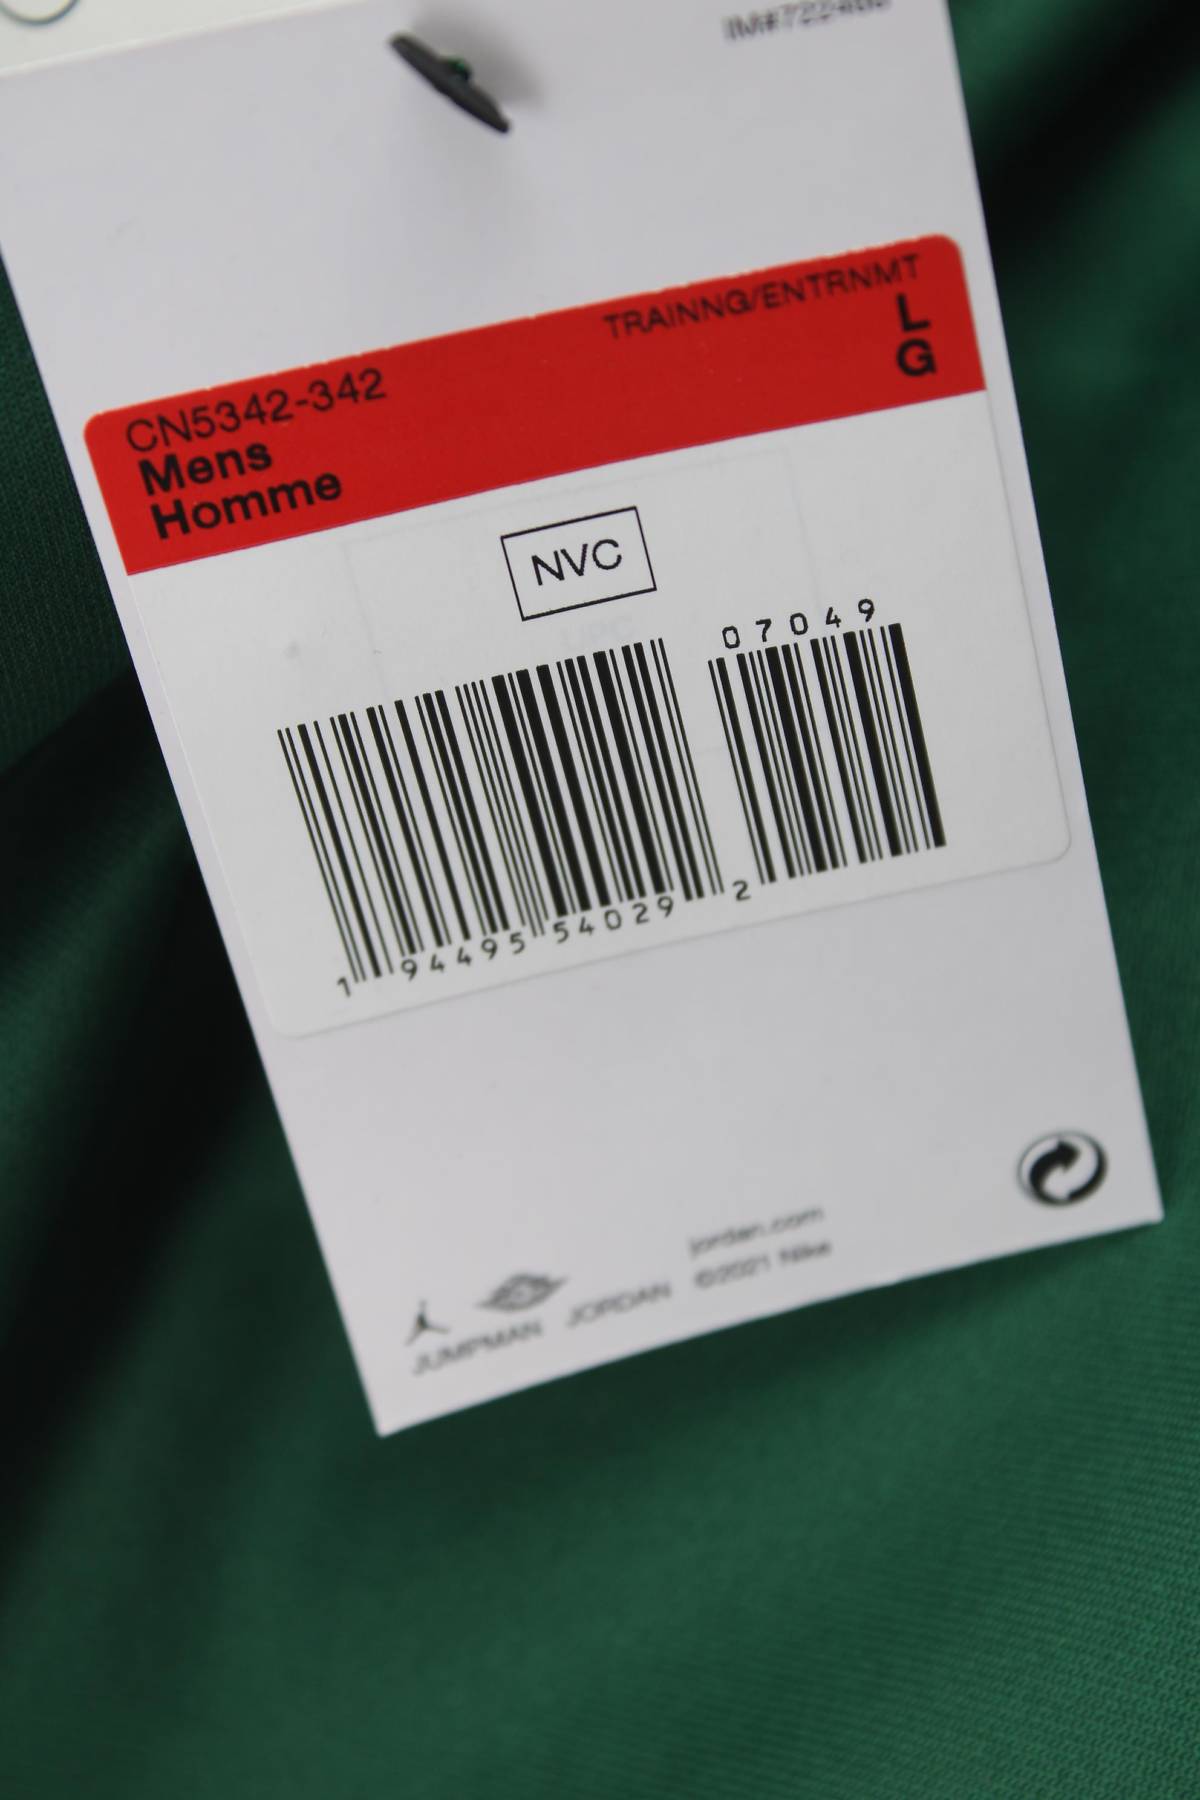 TRAINNG/ENTRNMT
L
G
CN5342-342
Mens
Homme
NVC
07049
1 94495 54029 2
jordan.com
©2021 Nike
JUMPMAN JORDAN